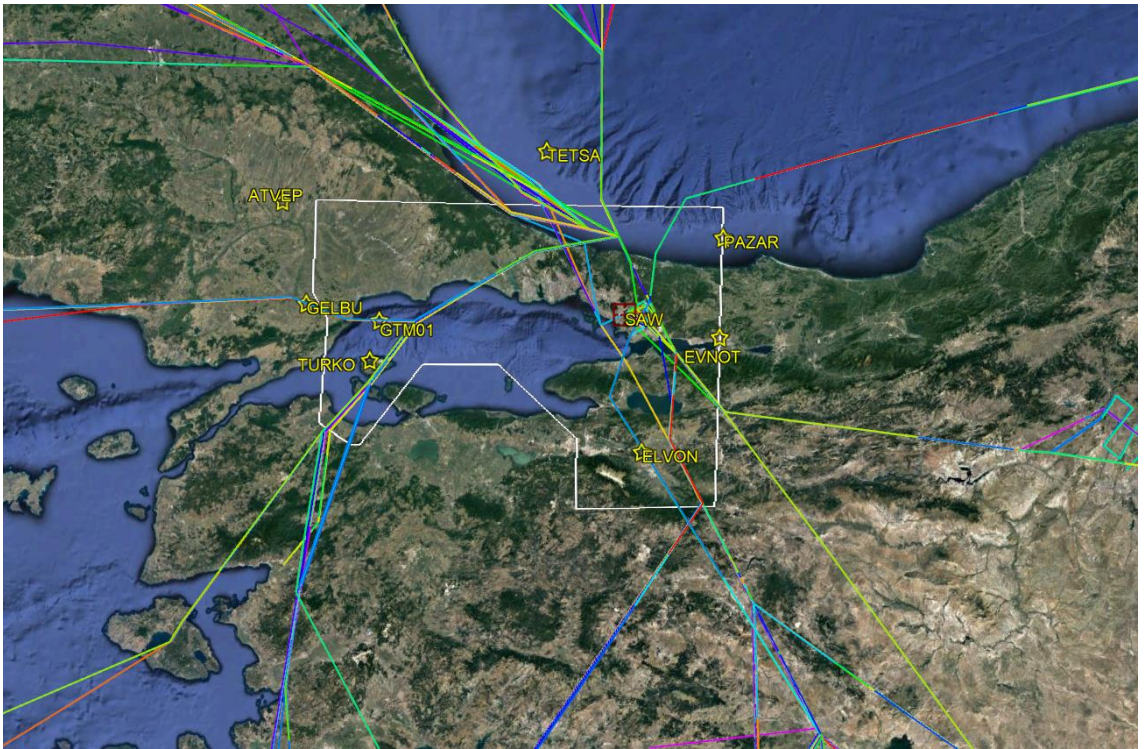 TETSA
ATVEP
PAZAR
GELBU
GTM01
SAW
EVNOT
TURKO
ELVON